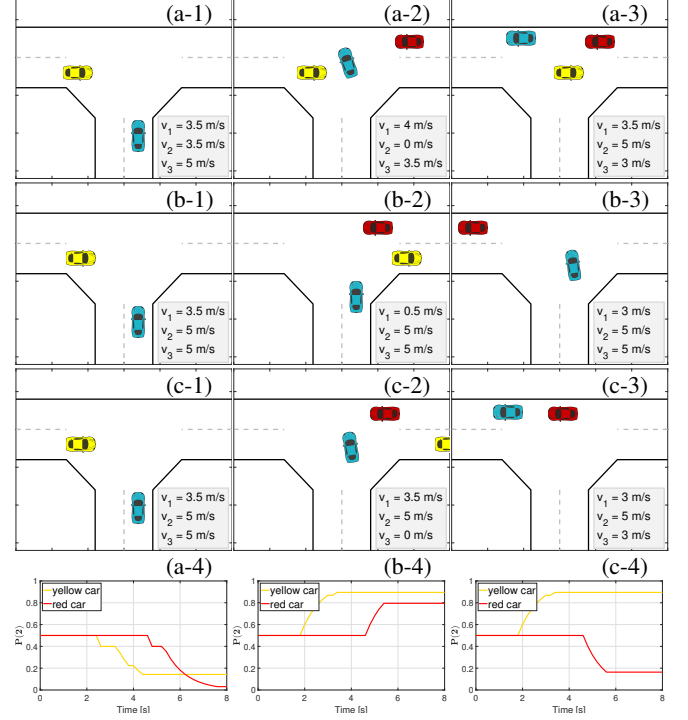 (a-1)
(a-2)
(a-3)
v1 = 3.5 m/s
v2 = 3.5 m/s
v3 = 5 m/s
v1 = 4 m/s
v2 = 0 m/s
v3 = 3.5 m/s
v1 = 3.5 m/s
v2 = 5 m/s
v3 = 3 m/s
(b-1)
(b-2)
(b-3)
v1 = 3.5 m/s
v2 = 5 m/s
v3 = 5 m/s
v1 = 0.5 m/s
v2 = 5 m/s
v3 = 5 m/s
v1 = 3 m/s
v2 = 5 m/s
v3 = 5 m/s
(c-1)
(c-2)
(c-3)
v1 = 3.5 m/s
v2 = 5 m/s
v3 = 5 m/s
v1 = 3.5 m/s
v2 = 5 m/s
v3 = 0 m/s
v1 = 3 m/s
v2 = 5 m/s
v3 = 3 m/s
(a-4)
(b-4)
(c-4)
P(2)
1
0.8
0.6
0.4
0.2
0
yellow car
red car
0 2 4 6 8
Time [s]
P(2)
1
0.8
0.6
0.4
0.2
0
yellow car
red car
0 2 4 6 8
Time [s]
P(2)
1
0.8
0.6
0.4
0.2
0
yellow car
red car
0 2 4 6 8
Time [s]